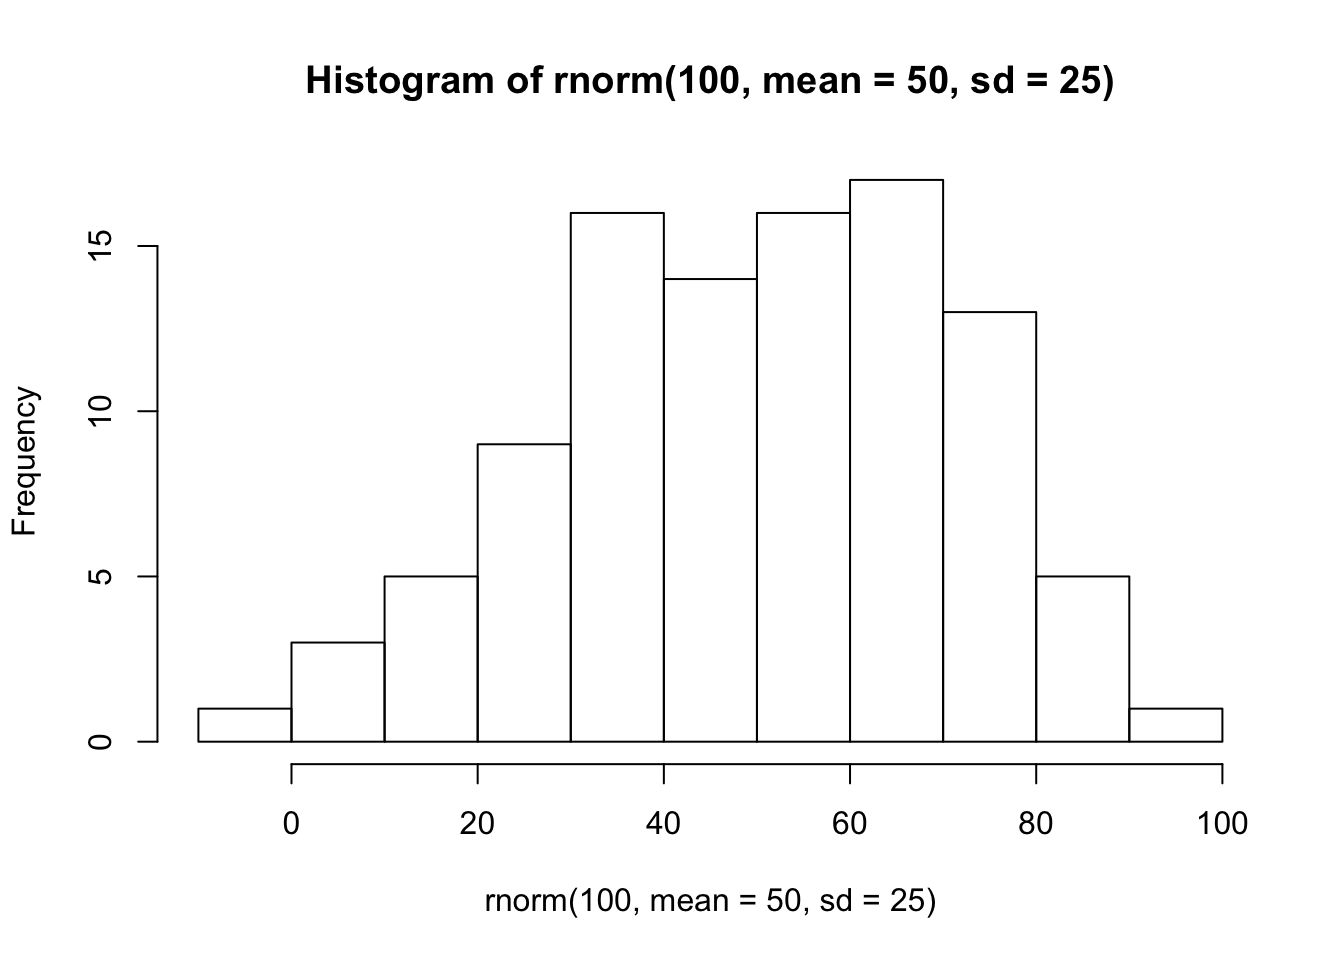 Histogram of rnorm(100, mean = 50, sd = 25)
Frequency
15
10
5
0
0 20 40 60 80 100
rnorm(100, mean = 50, sd = 25)